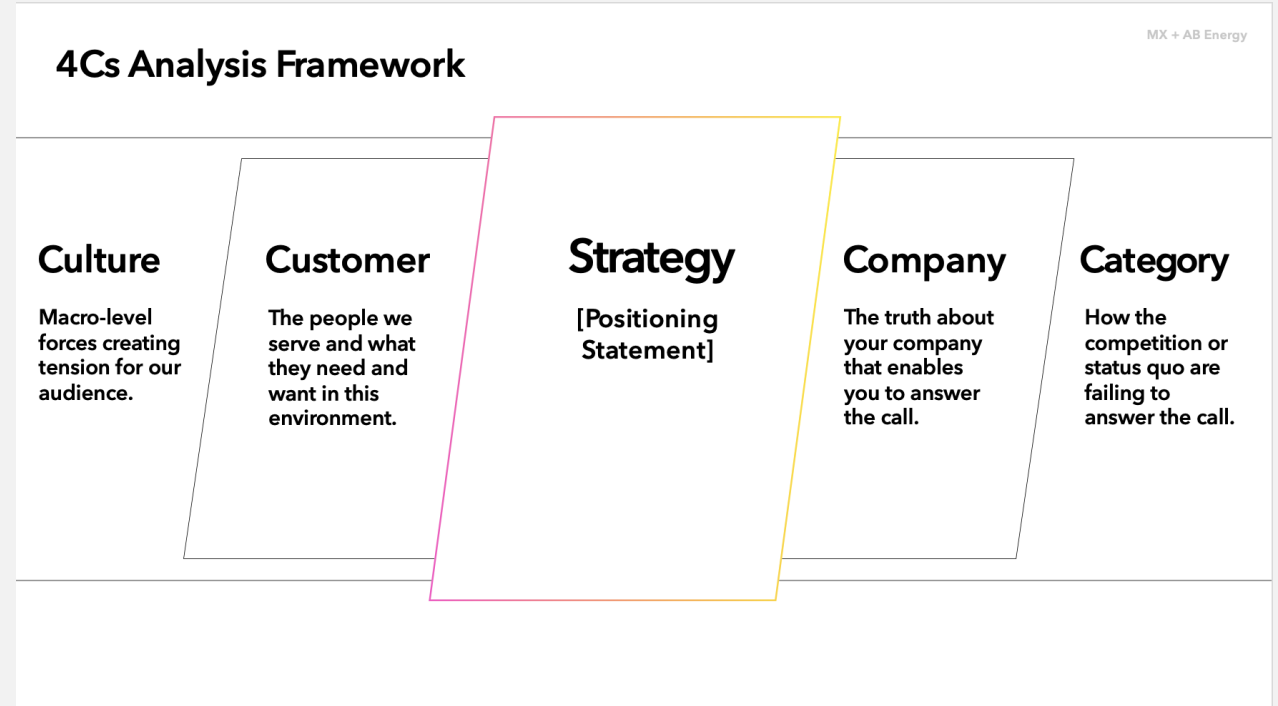 MX + AB Energy
4Cs Analysis Framework
Culture
Macro-level
forces creating
tension for our
audience.
Customer
The people we
serve and what
they need and
want in this
environment.
Strategy
[Positioning
Statement]
Company
The truth about
your company
that enables
you to answer
the call.
Category
How the
competition or
status quo are
failing to
answer the call.